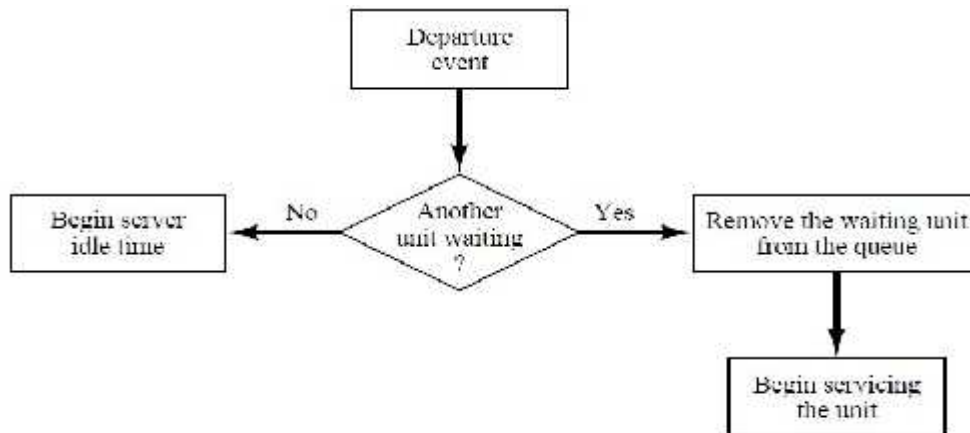 Departure
event
No
Another
unit waiting
?
Yes
Begin server
idle time
Remove the waiting unit
from the queue
Begin servicing
the unit